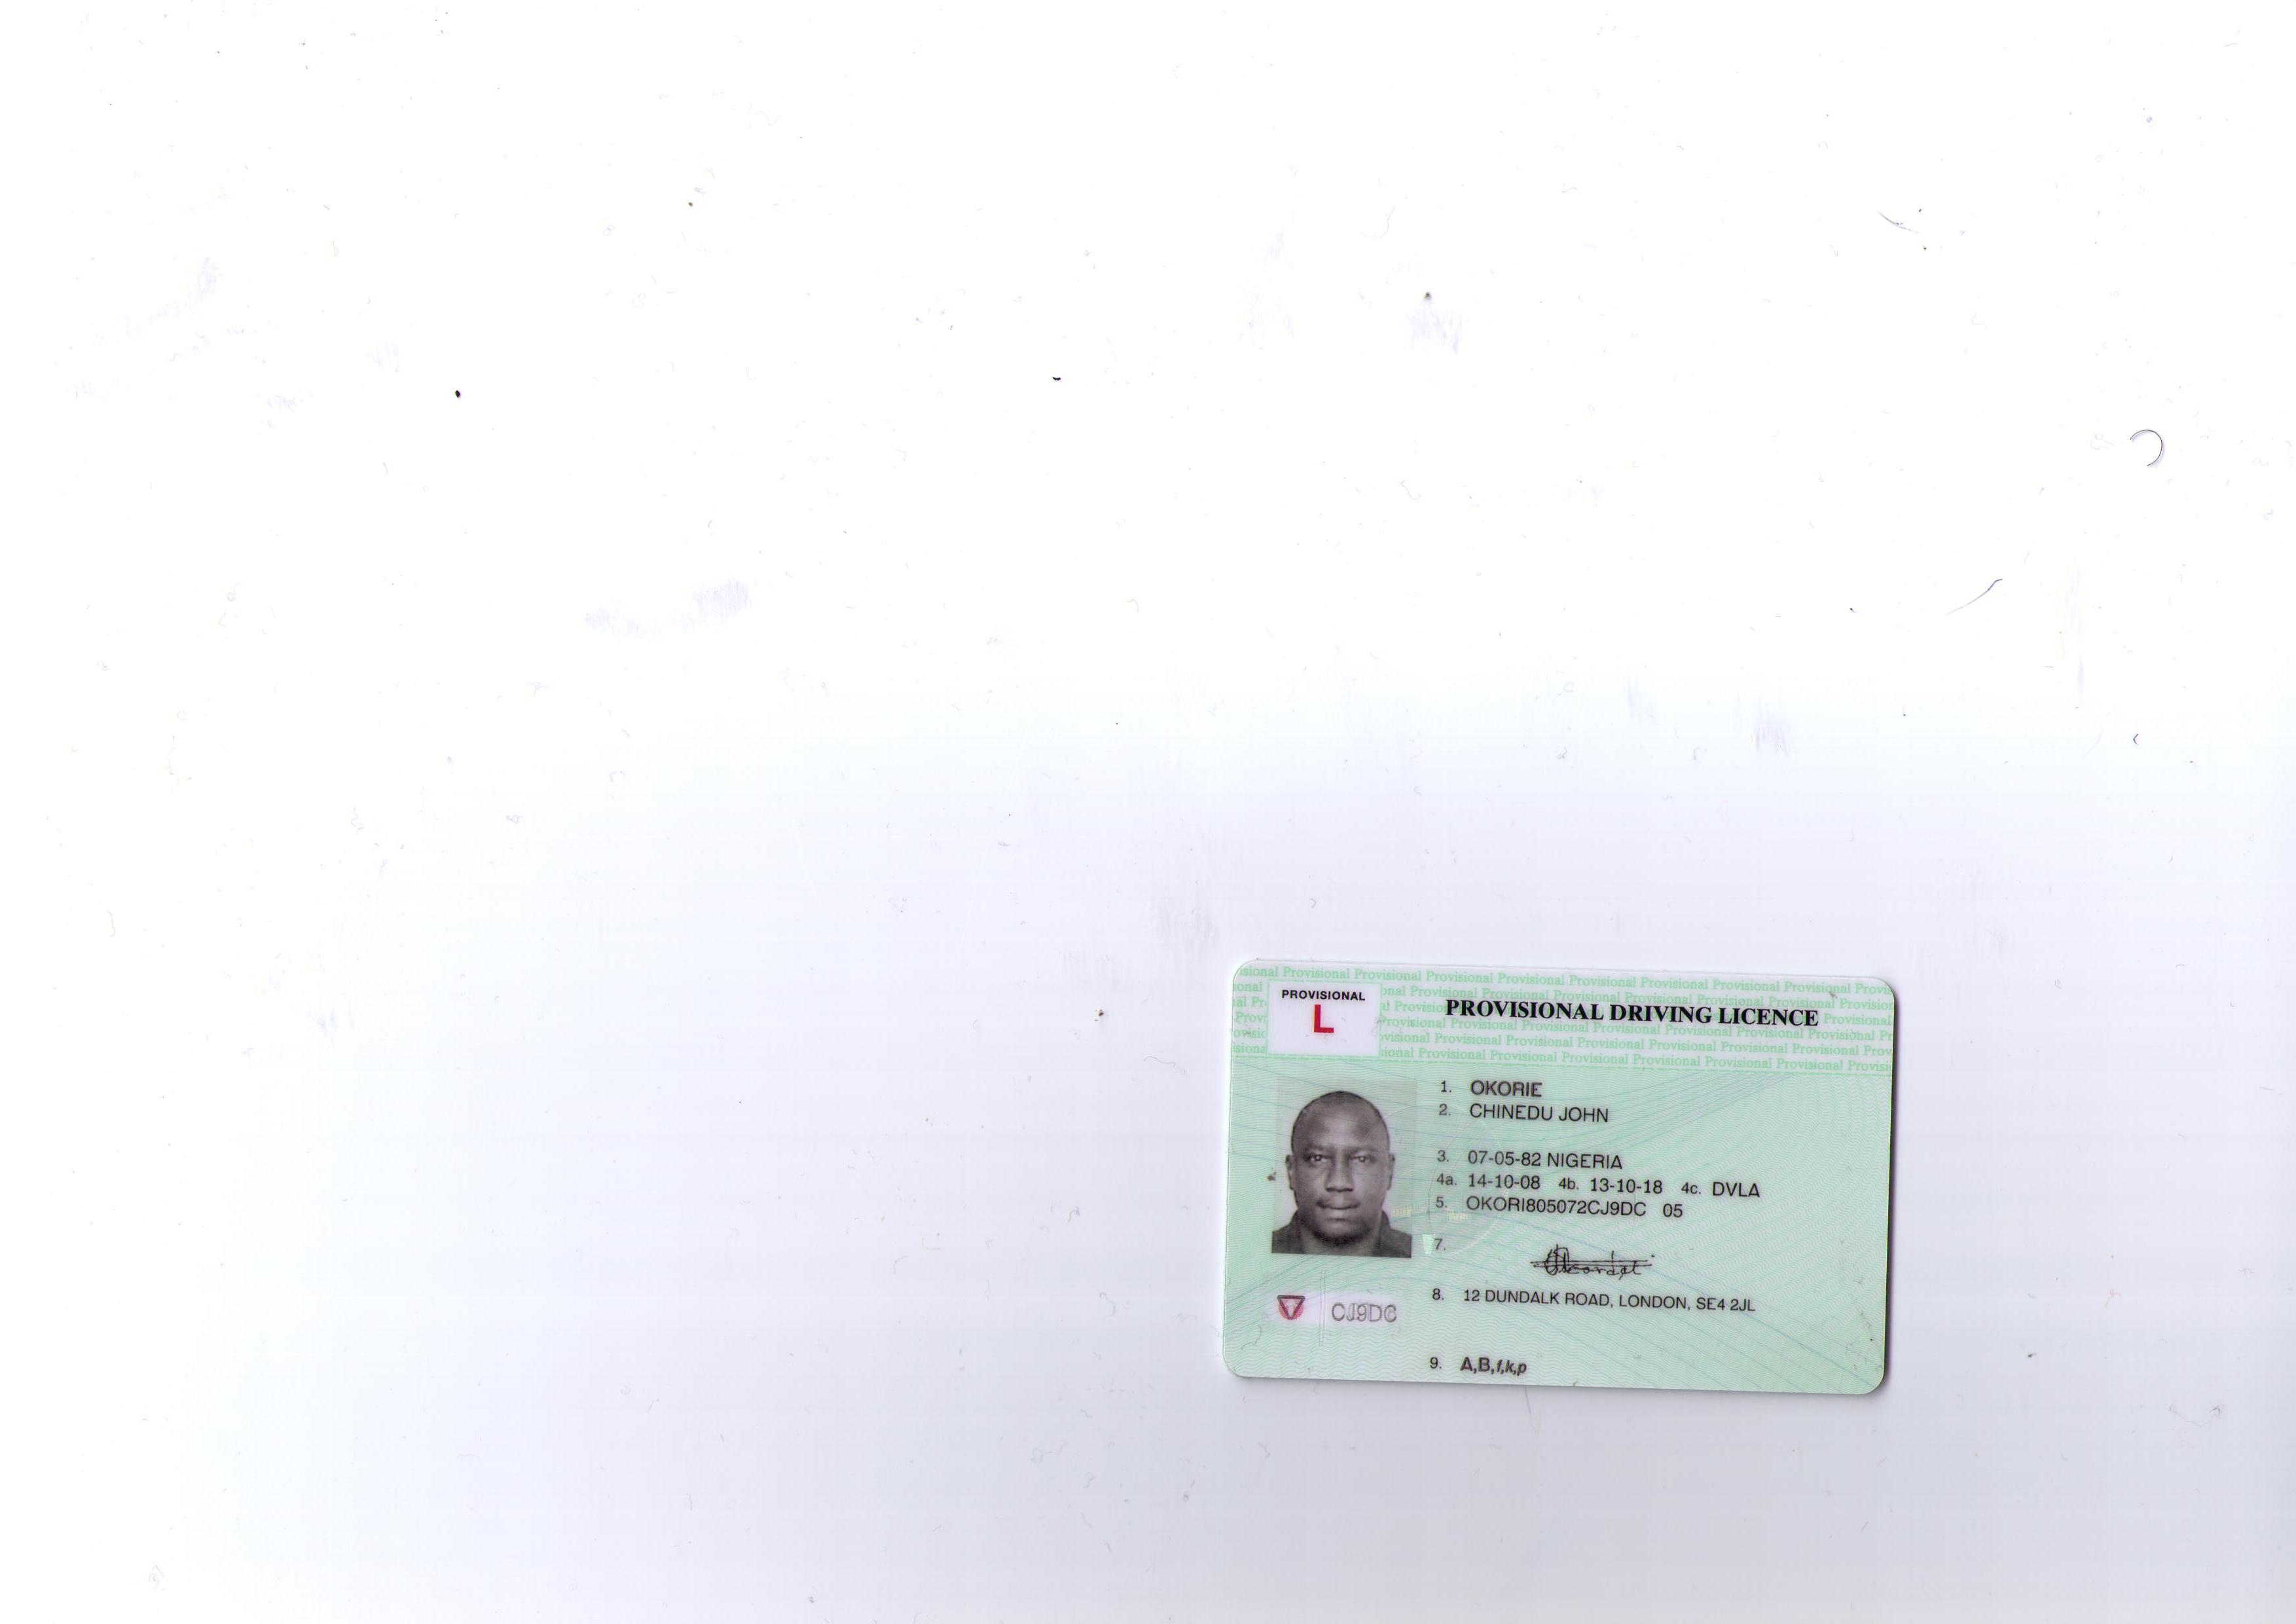 PROVISIONAL
L
PROVISIONAL DRIVING LICENCE
1. OKORIE
2. CHINEDU JOHN
3. 07-05-82 NIGERIA
4a. 14-10-08 4b. 13-10-18 4c. DVLA
5. OKORI805072CJ9DC 05
7.
8. 12 DUNDALK ROAD, LONDON, SE4 2JL
CJ9DC
9. A,B,f,k,p